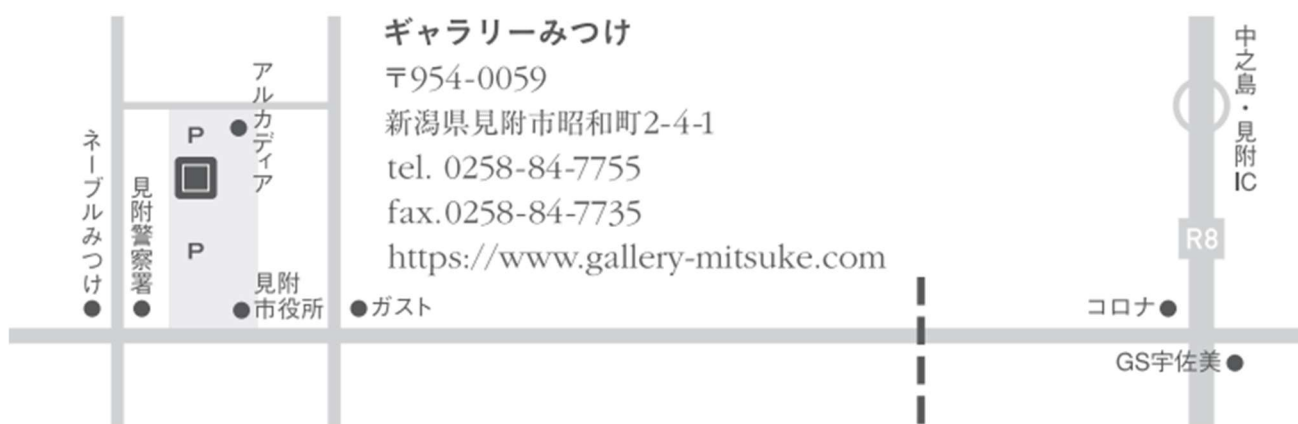 ギャラリーみつけ
〒954-0059
新潟県見附市昭和町2-4-1
tel. 0258-84-7755
fax.0258-84-7735
https://www.gallery-mitsuke.com
ネーブルみつけ
見附警察署
P
アルカディア
P
見附
市役所
ガスト
中之島・見附IC
R8
コロナ
GS宇佐美